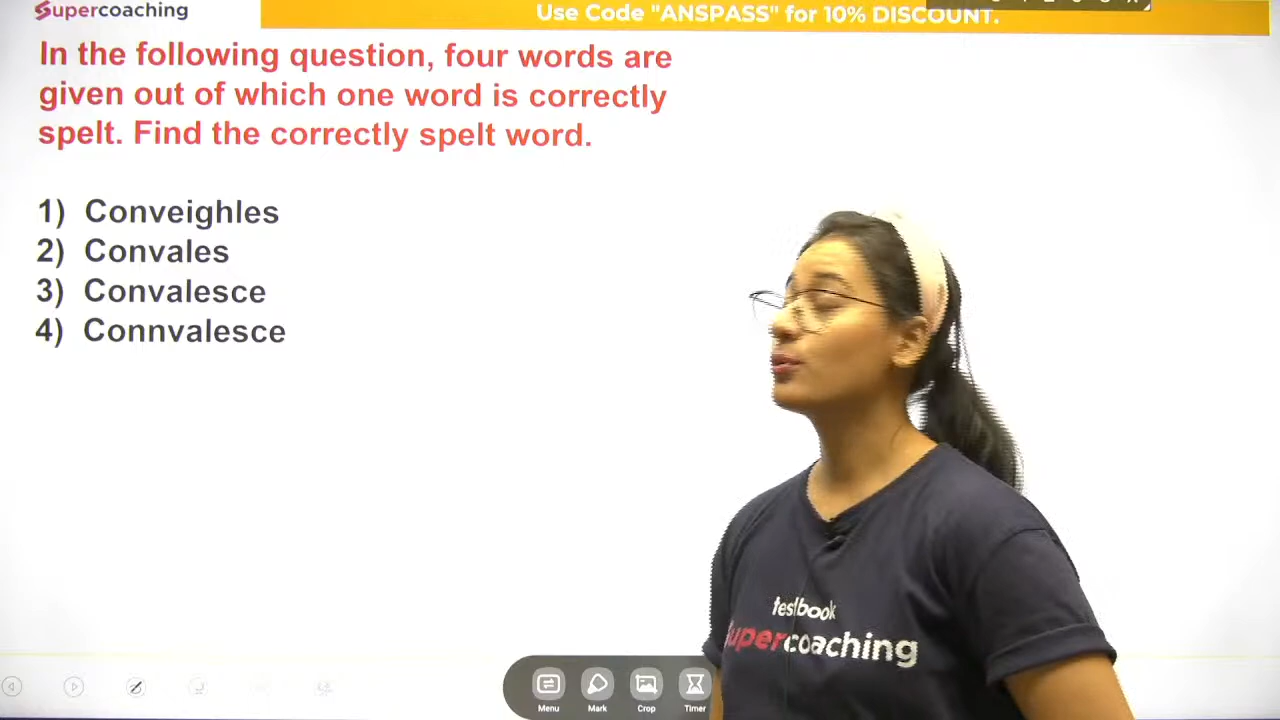 Supercoaching
Use Code "ANSPASS" for 10% DISCOUNT.
In the following question, four words are
given out of which one word is correctly
spelt. Find the correctly spelt word.
1) Conveighles
2) Convales
3) Convalesce
4) Connvalesce
testbook
Supercoaching
Menu
Mark
Crop
Timer